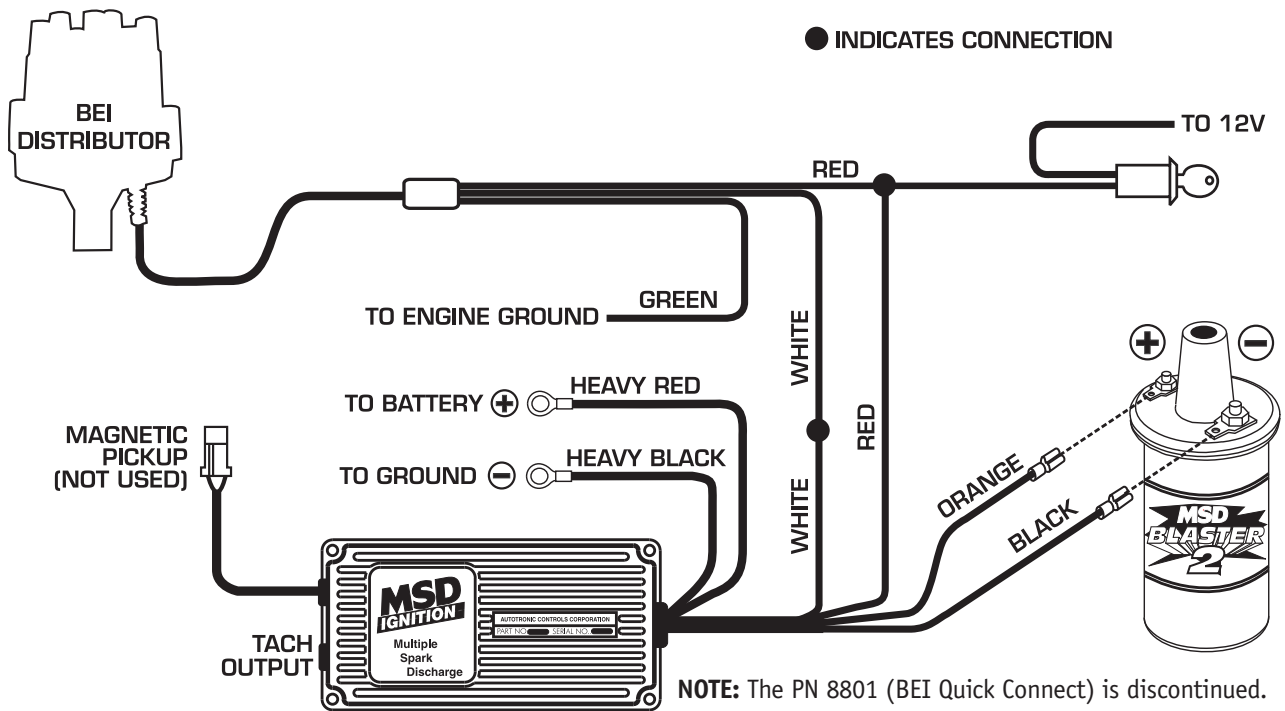 INDICATES CONNECTION
BEI
DISTRIBUTOR
TO 12V
RED
GREEN
TO ENGINE GROUND
WHITE
RED
WHITE
HEAVY RED
TO BATTERY +
HEAVY BLACK
TO GROUND −
MAGNETIC
PICKUP
(NOT USED)
+ −
ORANGE
BLACK
MSD
BLASTER
2
MSD
IGNITION
Multiple
Spark
Discharge
AUTOTRONIC CONTROLS CORPORATION
PART NO. SERIAL NO.
TACH
OUTPUT
NOTE: The PN 8801 (BEI Quick Connect) is discontinued.